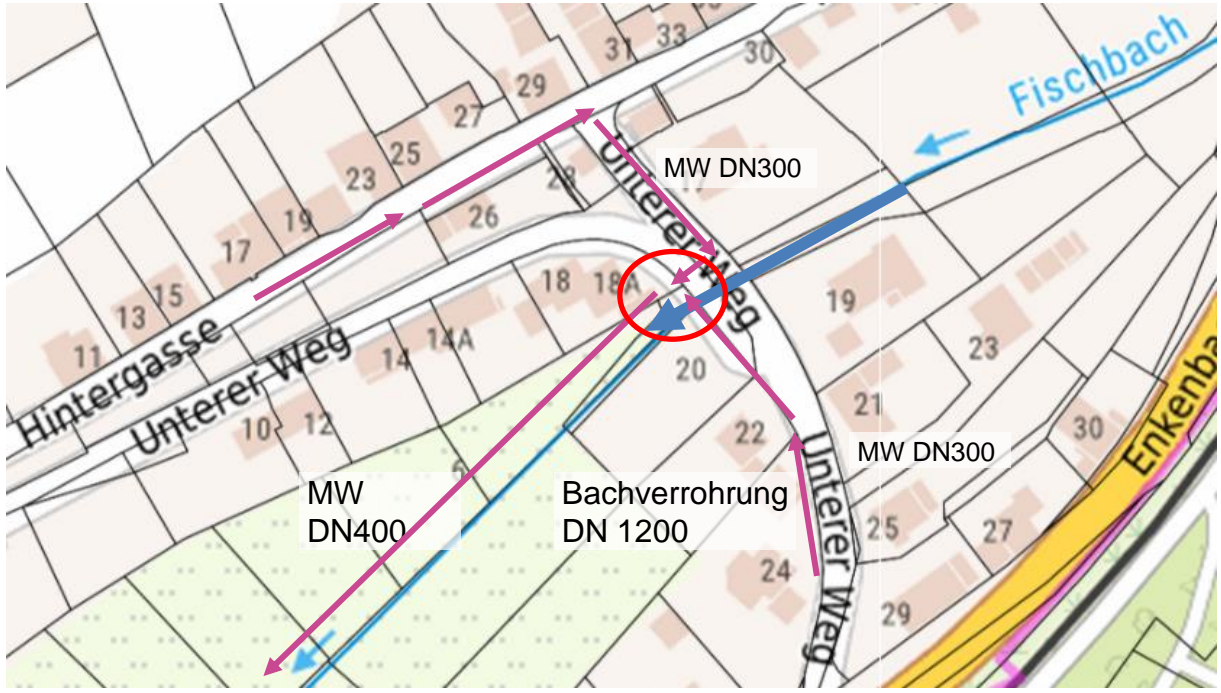 33
31
30
29
Fischbach
27
25
MW DN300
23
28
Unterer Weg
26
19
17
18
18A
19
15
13
14A
23
11
14
20
Hintergasse
Unterer Weg
21
10
12
22
30
Enkenba
MW DN300
6
MW
DN400
Bachverrohrung
DN 1200
Unterer Weg
25
27
24
29